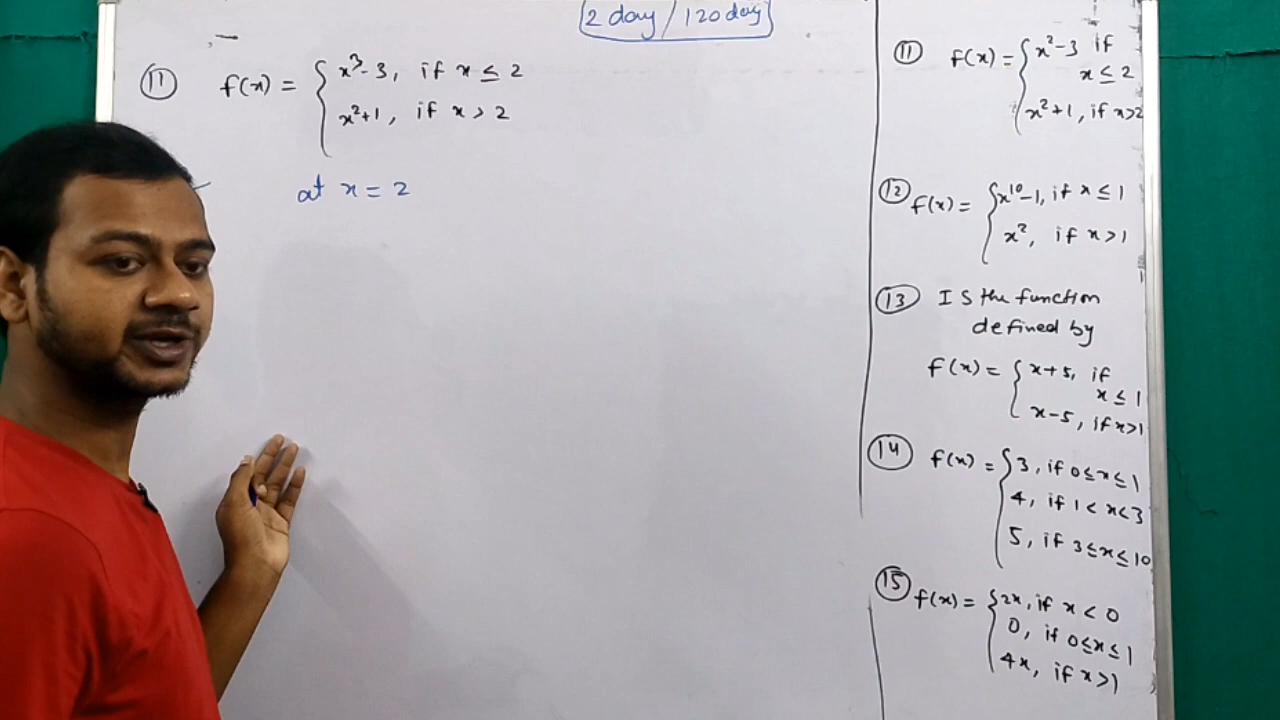 2 day / 120 day
11 f(x) = { x³-3, if x ≤ 2
x²+1, if x > 2
at x = 2
11 f(x) = { x²-3 if
x ≤ 2
x²+1, if x>2
12 f(x) = { x¹⁰-1, if x ≤ 1
x², if x>1
13 IS the function
defined by
f(x) = { x+5, if
x ≤ 1
x-5, if x>1
14 f(x) = { 3, if 0≤x≤1
4, if 1<x<3
5, if 3≤x≤10
15 f(x) = { 2x, if x<0
0, if 0≤x≤1
4x, if x>1